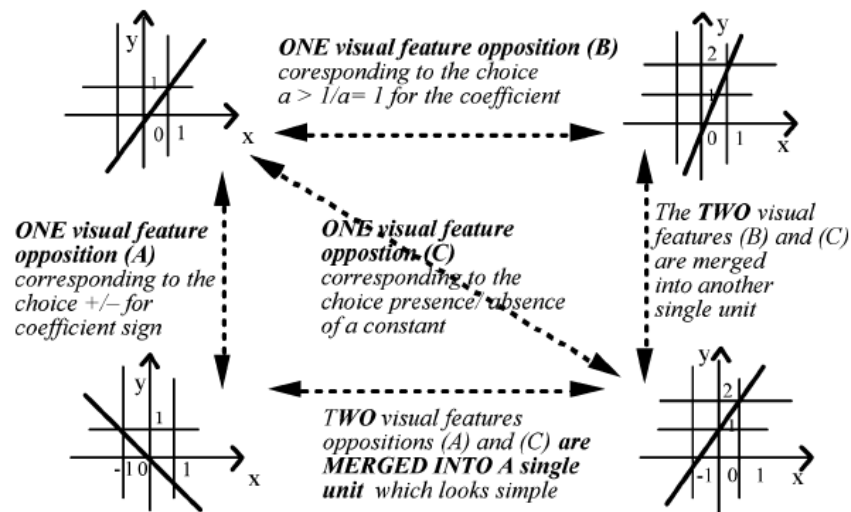 y
1
0 1
x
ONE visual feature opposition (B)
coresponding to the choice
a > 1/a= 1 for the coefficient
y
2
1
0 1
x
ONE visual feature
opposition (A)
corresponding to the
choice +/– for
coefficient sign
ONE visual feature
oppostion (C)
corresponding to the
choice presence/ absence
of a constant
The TWO visual
features (B) and (C)
are merged
into another
single unit
y
1
-1 0 1
x
TWO visual features
oppositions (A) and (C) are
MERGED INTO A single
unit which looks simple
y
2
1
-1 0 1
x